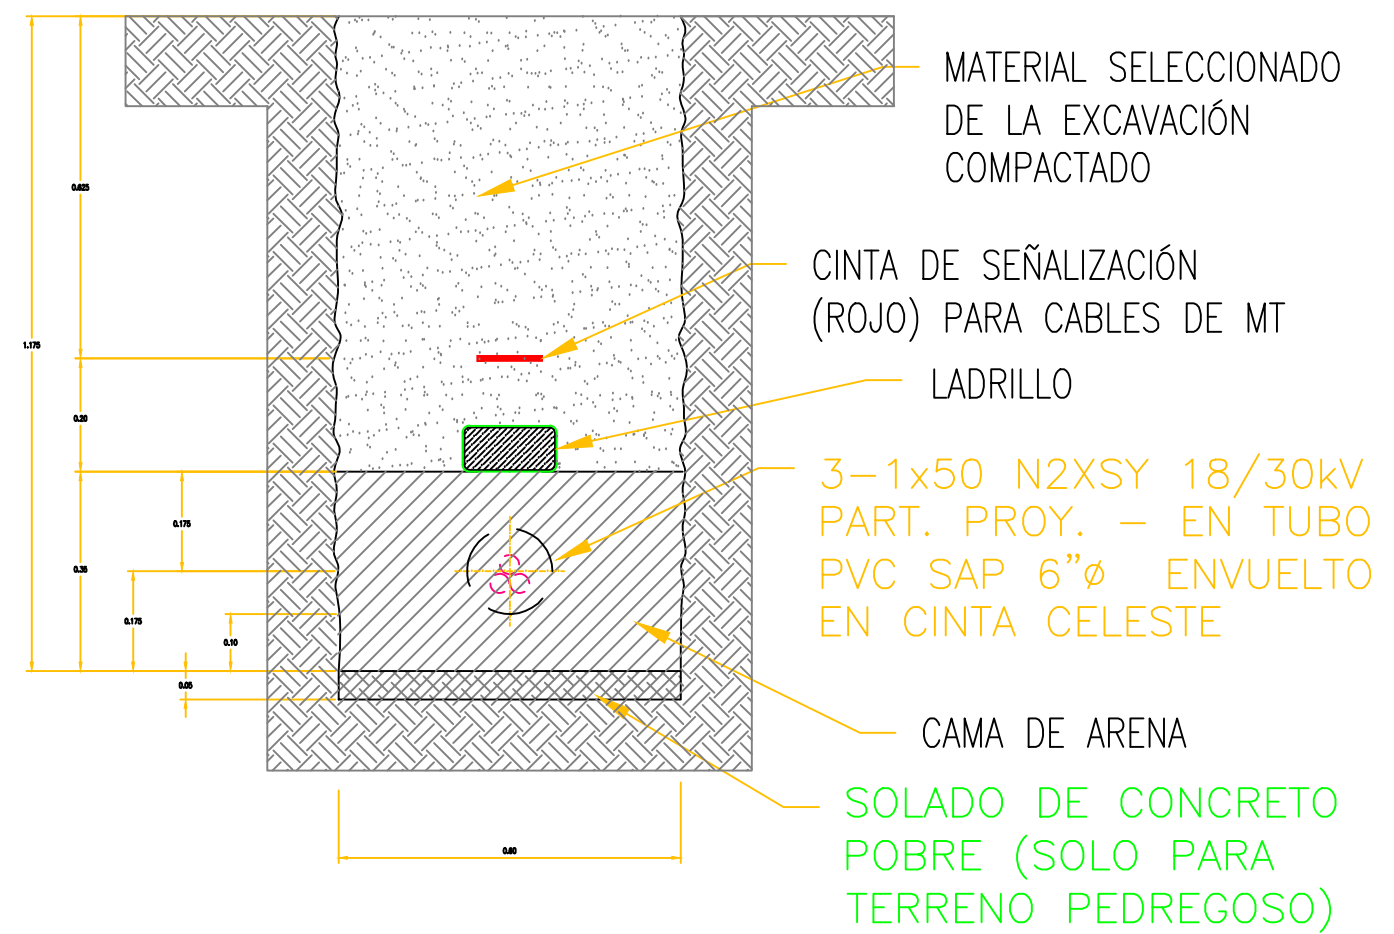 MATERIAL SELECCIONADO
DE LA EXCAVACIÓN
COMPACTADO
CINTA DE SEÑALIZACIÓN
(ROJO) PARA CABLES DE MT
LADRILLO
3-1x50 N2XSY 18/30kV
PART. PROY. - EN TUBO
PVC SAP 6"ø ENVUELTO
EN CINTA CELESTE
CAMA DE ARENA
SOLADO DE CONCRETO
POBRE (SOLO PARA
TERRENO PEDREGOSO)
0.625
1.175
0.20
0.175
0.35
0.175
0.10
0.05
0.60